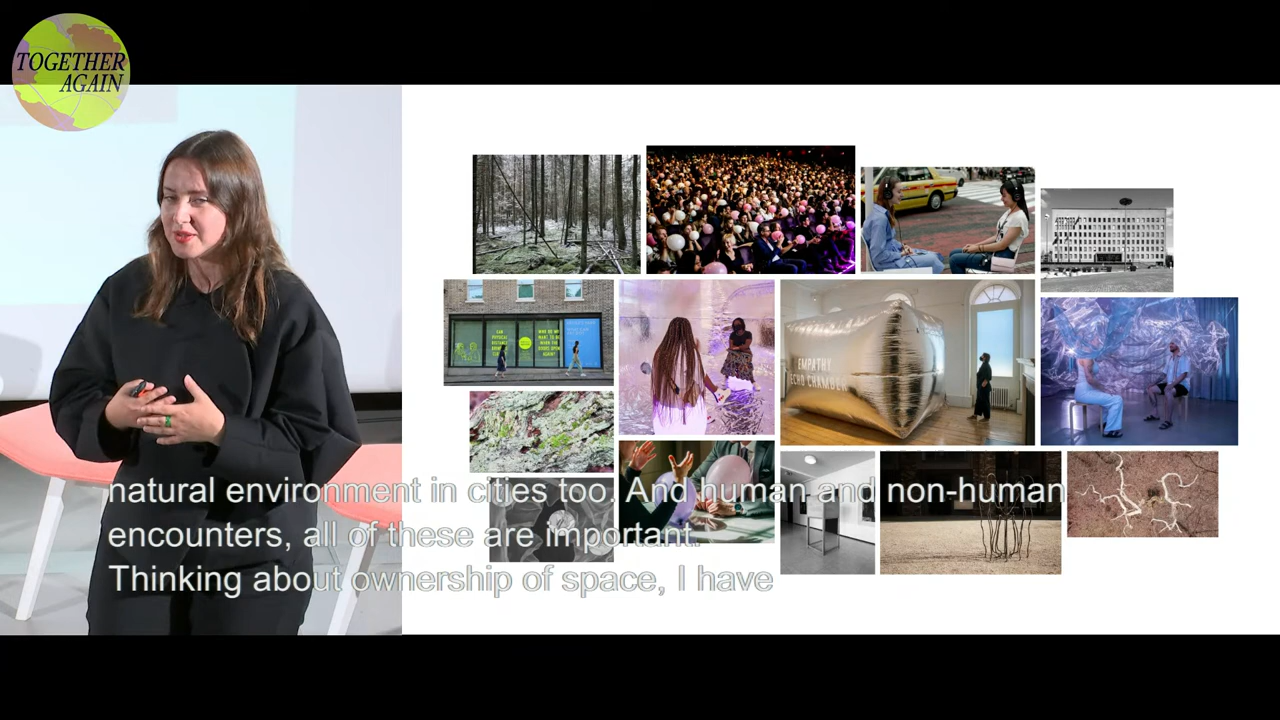 TOGETHER
AGAIN
EMPATHY
ECHO CHAMBER
natural environment in cities too. And human and non-human
encounters, all of these are important.
Thinking about ownership of space, I have